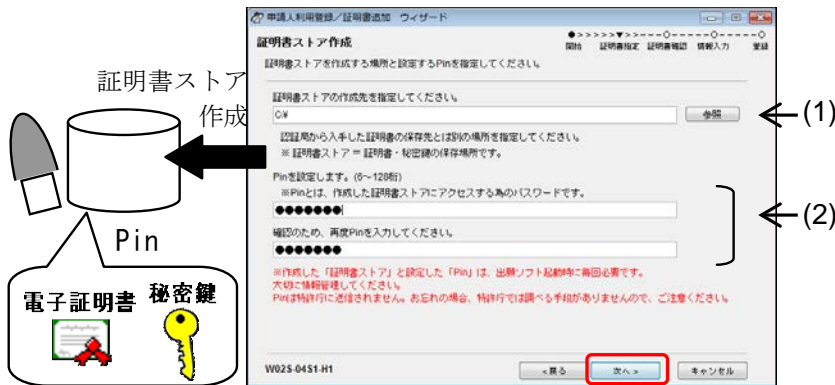 申請人利用登録／証明書追加 ウィザード
証明書ストア作成
●>>>>>▼>>---○-----○-----○
開始 証明書指定 証明書確認 情報入力 登録
証明書ストアを作成する場所と設定するPinを指定してください。
証明書ストアの作成先を指定してください。
C:¥
参照
(1)
認証局から入手した証明書の保存先とは別の場所を指定してください。
※ 証明書ストア = 証明書・秘密鍵の保存場所です。
Pinを設定します。(6～128桁)
※Pinとは、作成した証明書ストアにアクセスする為のパスワードです。
●●●●●●●
(2)
確認のため、再度Pinを入力してください。
●●●●●●●
※作成した「証明書ストア」と設定した「Pin」は、出願ソフト起動時に毎回必要です。
大切に情報管理してください。
Pinは特許庁に送信されません。お忘れの場合、特許庁では調べる手段がありませんので、ご注意ください。
W02S-04S1-H1
<戻る
次へ>
キャンセル
証明書ストア
作成
Pin
電子証明書
秘密鍵